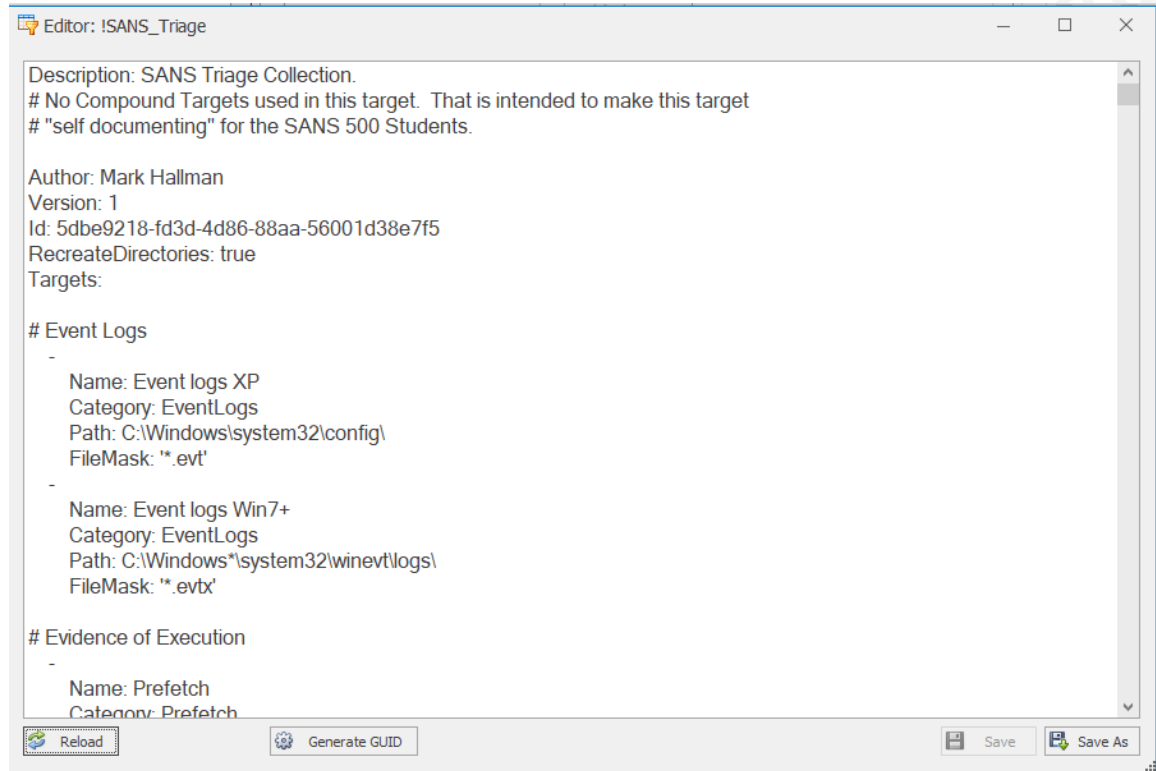 Editor: !SANS_Triage
Description: SANS Triage Collection.
# No Compound Targets used in this target.  That is intended to make this target
# "self documenting" for the SANS 500 Students.
Author: Mark Hallman
Version: 1
Id: 5dbe9218-fd3d-4d86-88aa-56001d38e7f5
RecreateDirectories: true
Targets:
# Event Logs
-
Name: Event logs XP
Category: EventLogs
Path: C:\Windows\system32\config\
FileMask: '*.evt'
-
Name: Event logs Win7+
Category: EventLogs
Path: C:\Windows*\system32\winevt\logs\
FileMask: '*.evtx'
# Evidence of Execution
-
Name: Prefetch
Category: Prefetch
Reload
Generate GUID
Save
Save As